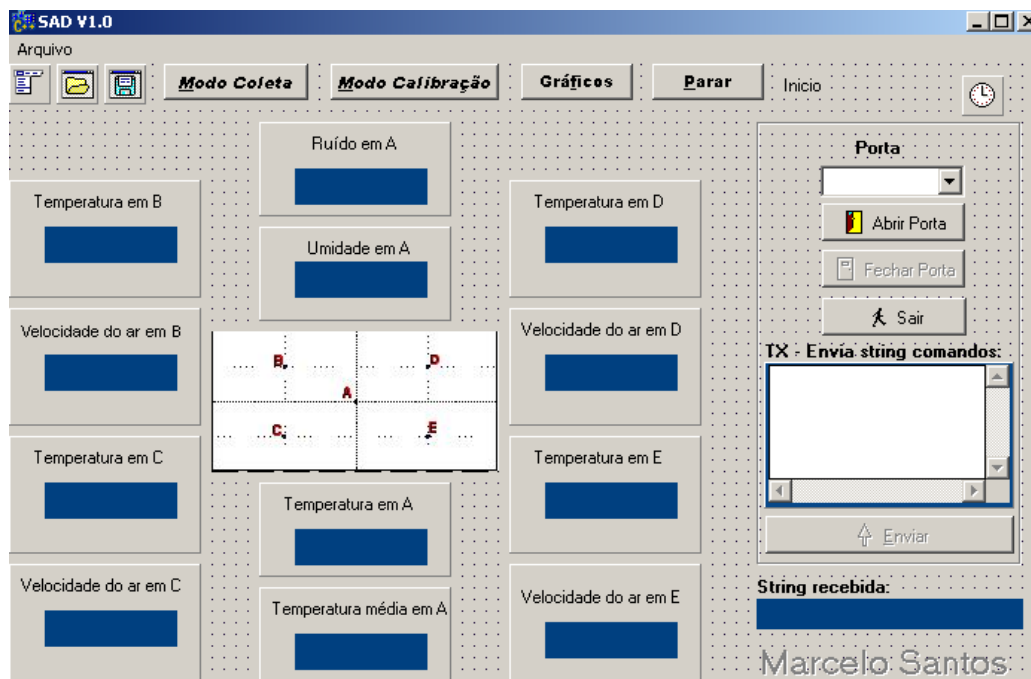 SAD V1.0
Arquivo
Modo Coleta
Modo Calibração
Gráficos
Parar
Inicio
Ruído em A
Umidade em A
Temperatura em B
Velocidade do ar em B
Temperatura em C
Velocidade do ar em C
B
D
A
C
E
Temperatura em A
Temperatura média em A
Temperatura em D
Velocidade do ar em D
Temperatura em E
Velocidade do ar em E
Porta
Abrir Porta
Fechar Porta
Sair
TX - Envía string comandos:
Enviar
String recebida:
Marcelo Santos